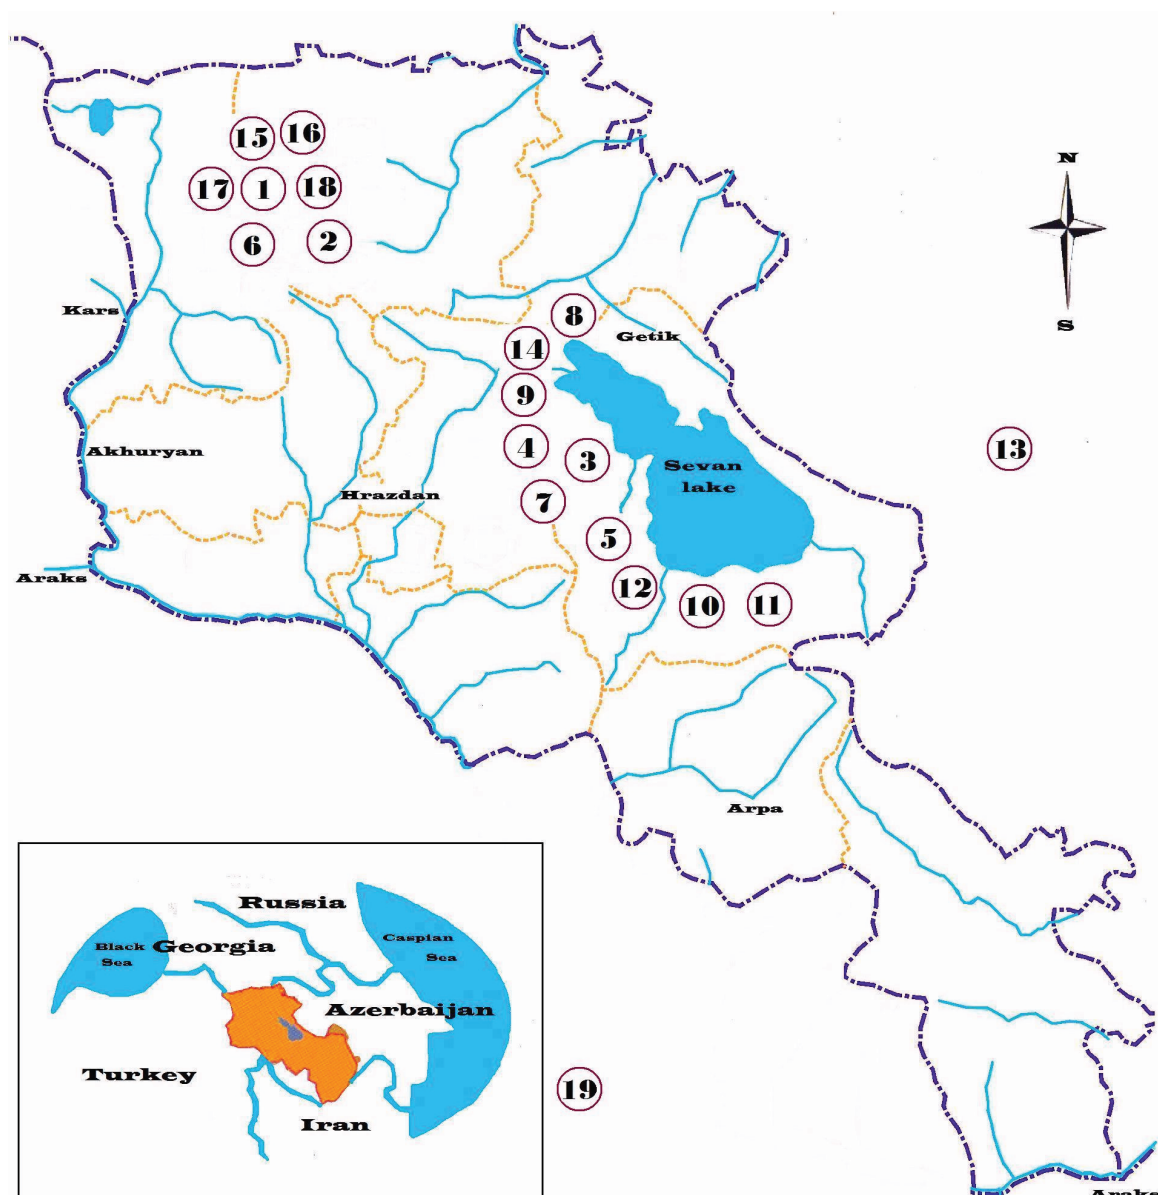 15
16
N
17
1
18
6
2
Kars
S
8
Getik
14
9
Akhuryan
4
3
13
Sevan
lake
Hrazdan
7
5
Araks
12
10
11
Arpa
Russia
Black
Sea
Georgia
Caspian
Sea
Azerbaijan
Turkey
19
Iran
Araks